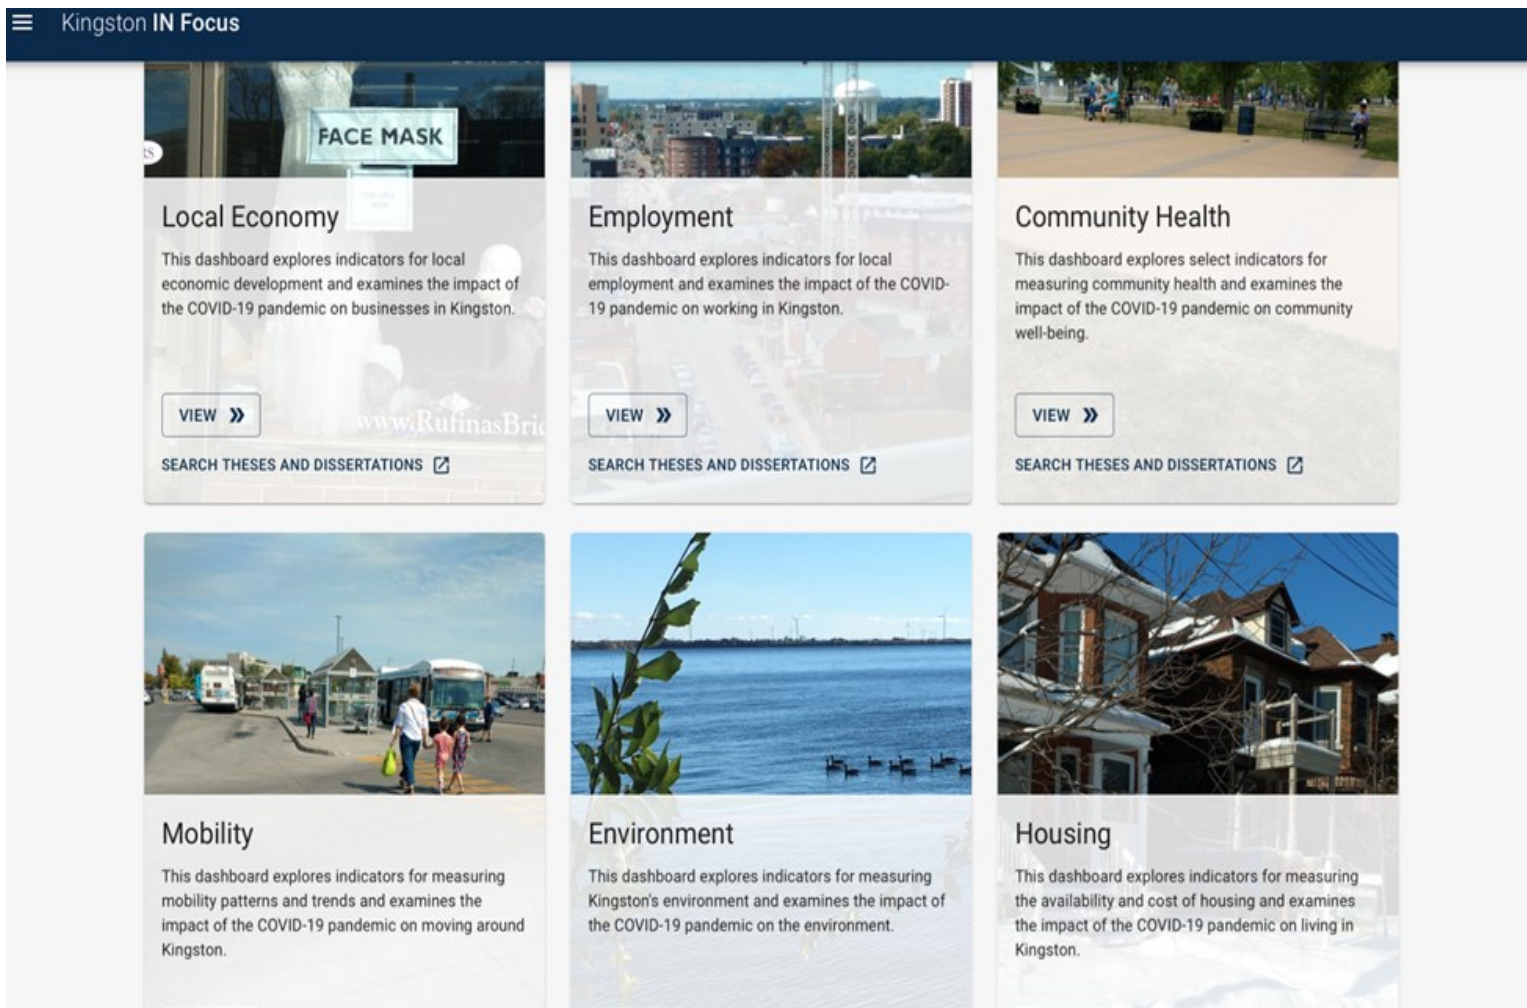 Kingston IN Focus
FACE MASK
RS
Local Economy
This dashboard explores indicators for local
economic development and examines the impact of
the COVID-19 pandemic on businesses in Kingston.
VIEW
www.RufinasBri
SEARCH THESES AND DISSERTATIONS
Employment
This dashboard explores indicators for local
employment and examines the impact of the COVID-
19 pandemic on working in Kingston.
VIEW
SEARCH THESES AND DISSERTATIONS
Community Health
This dashboard explores select indicators for
measuring community health and examines the
impact of the COVID-19 pandemic on community
well-being.
VIEW
SEARCH THESES AND DISSERTATIONS
Mobility
This dashboard explores indicators for measuring
mobility patterns and trends and examines the
impact of the COVID-19 pandemic on moving around
Kingston.
Environment
This dashboard explores indicators for measuring
Kingston's environment and examines the impact of
the COVID-19 pandemic on the environment.
Housing
This dashboard explores indicators for measuring
the availability and cost of housing and examines
the impact of the COVID-19 pandemic on living in
Kingston.